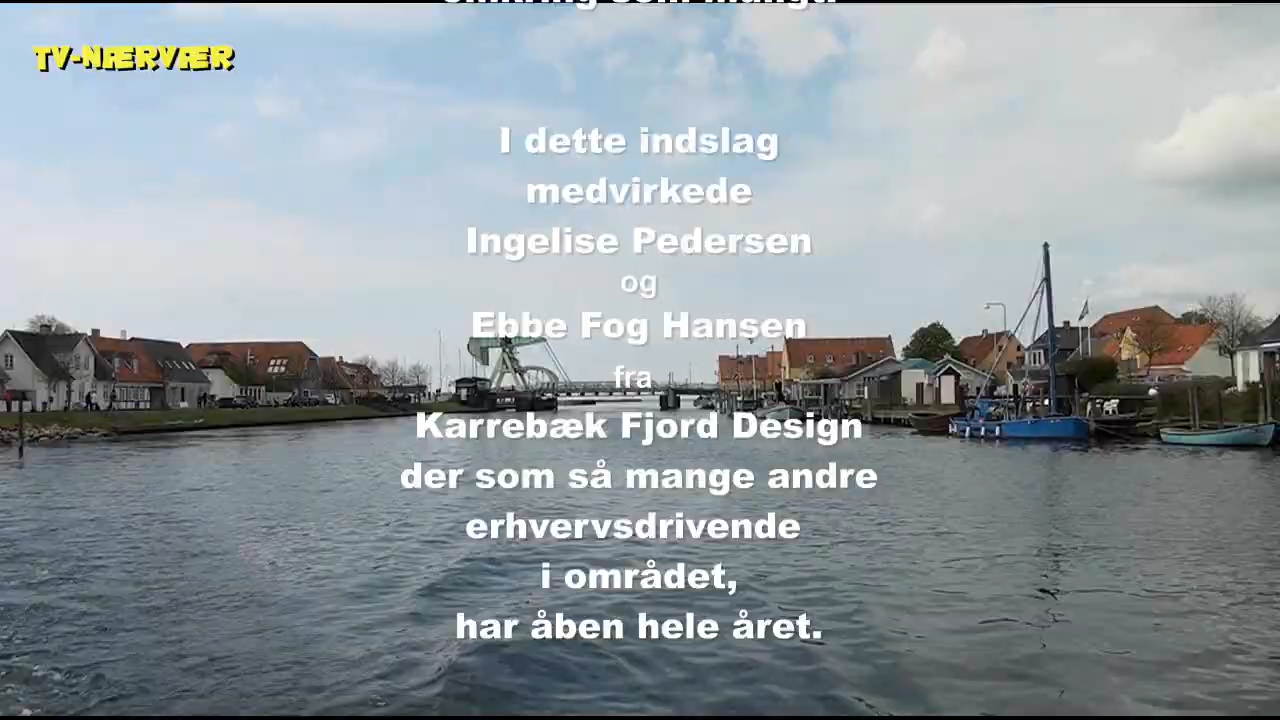 TV-NÆRVÆR
I dette indslag
medvirkede
Ingelise Pedersen
og
Ebbe Fog Hansen
fra
Karrebæk Fjord Design
der som så mange andre
erhvervsdrivende
i området,
har åben hele året.